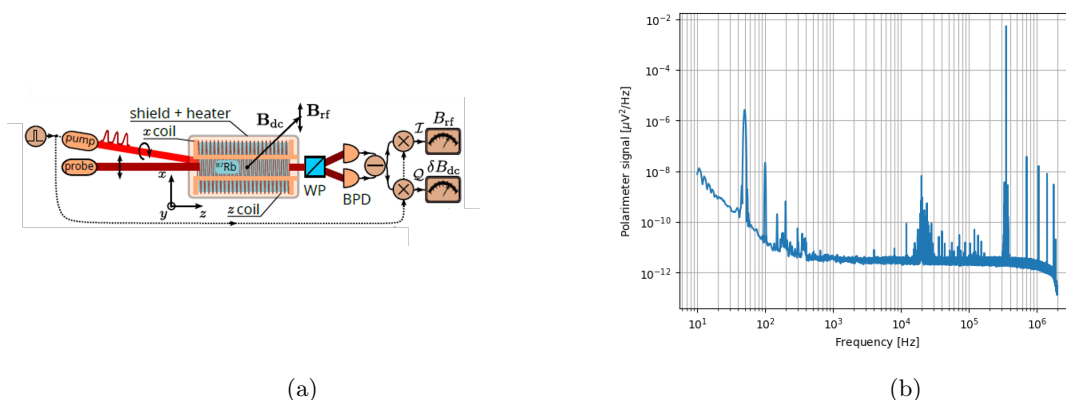 shield + heater
x coil
B_dc
B_rf
pump
probe
⁸⁷Rb
x
y
z
z coil
WP
BPD
I
B_rf
Q
δB_dc
(a)
Polarimeter signal [μV²/Hz]
10⁻²
10⁻⁴
10⁻⁶
10⁻⁸
10⁻¹⁰
10⁻¹²
10¹
10²
10³
10⁴
10⁵
10⁶
Frequency [Hz]
(b)